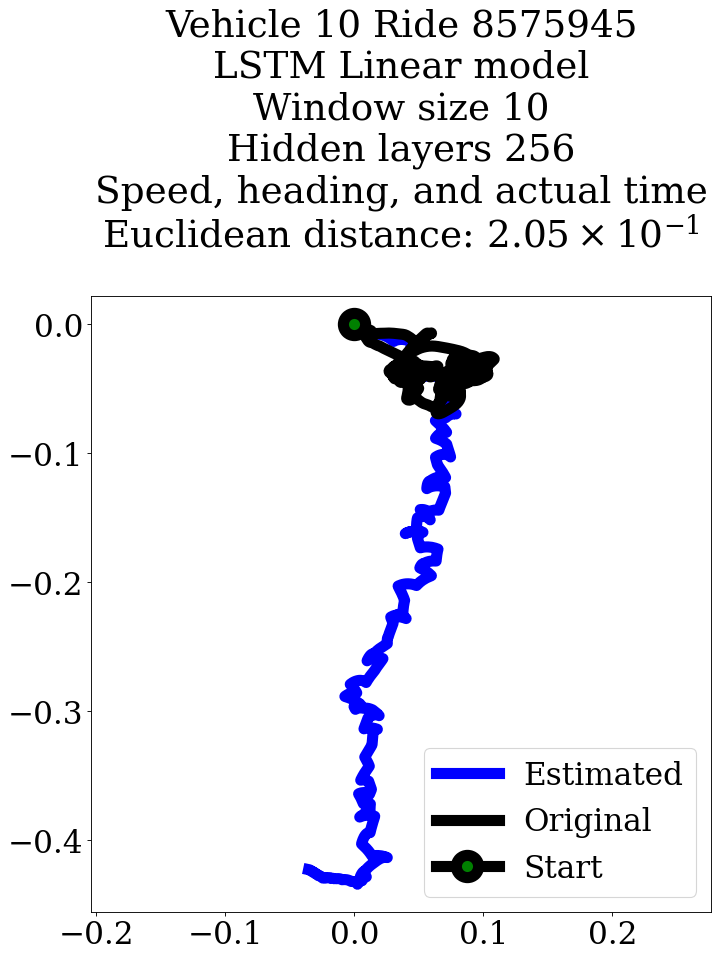 Vehicle 10 Ride 8575945
LSTM Linear model
Window size 10
Hidden layers 256
Speed, heading, and actual time
Euclidean distance: 2.05 × 10⁻¹
0.0
−0.1
−0.2
−0.3
−0.4
Estimated
Original
Start
−0.2 −0.1 0.0 0.1 0.2